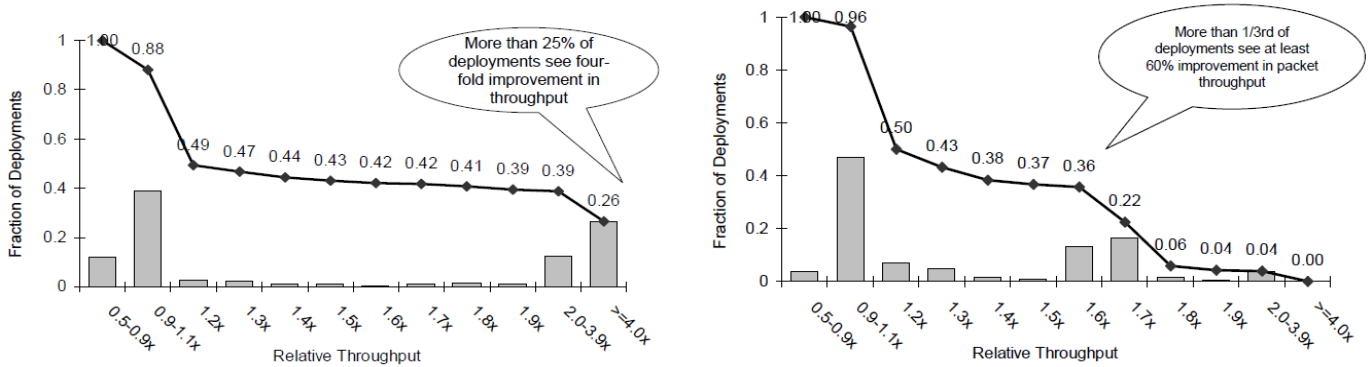 More than 25% of
deployments see four-
fold improvement in
throughput
Fraction of Deployments
1
0.8
0.6
0.4
0.2
0
1.00
0.88
0.49
0.47
0.44
0.43
0.42
0.42
0.41
0.39
0.39
0.26
0.5-0.9x
0.9-1.1x
1.2x
1.3x
1.4x
1.5x
1.6x
1.7x
1.8x
1.9x
2.0-3.9x
>=4.0x
Relative Throughput
More than 1/3rd of
deployments see at least
60% improvement in packet
throughput
Fraction of Deployments
1
0.8
0.6
0.4
0.2
0
1.00
0.96
0.50
0.43
0.38
0.37
0.36
0.22
0.06
0.04
0.04
0.00
0.5-0.9x
0.9-1.1x
1.2x
1.3x
1.4x
1.5x
1.6x
1.7x
1.8x
1.9x
2.0-3.9x
>=4.0x
Relative Throughput